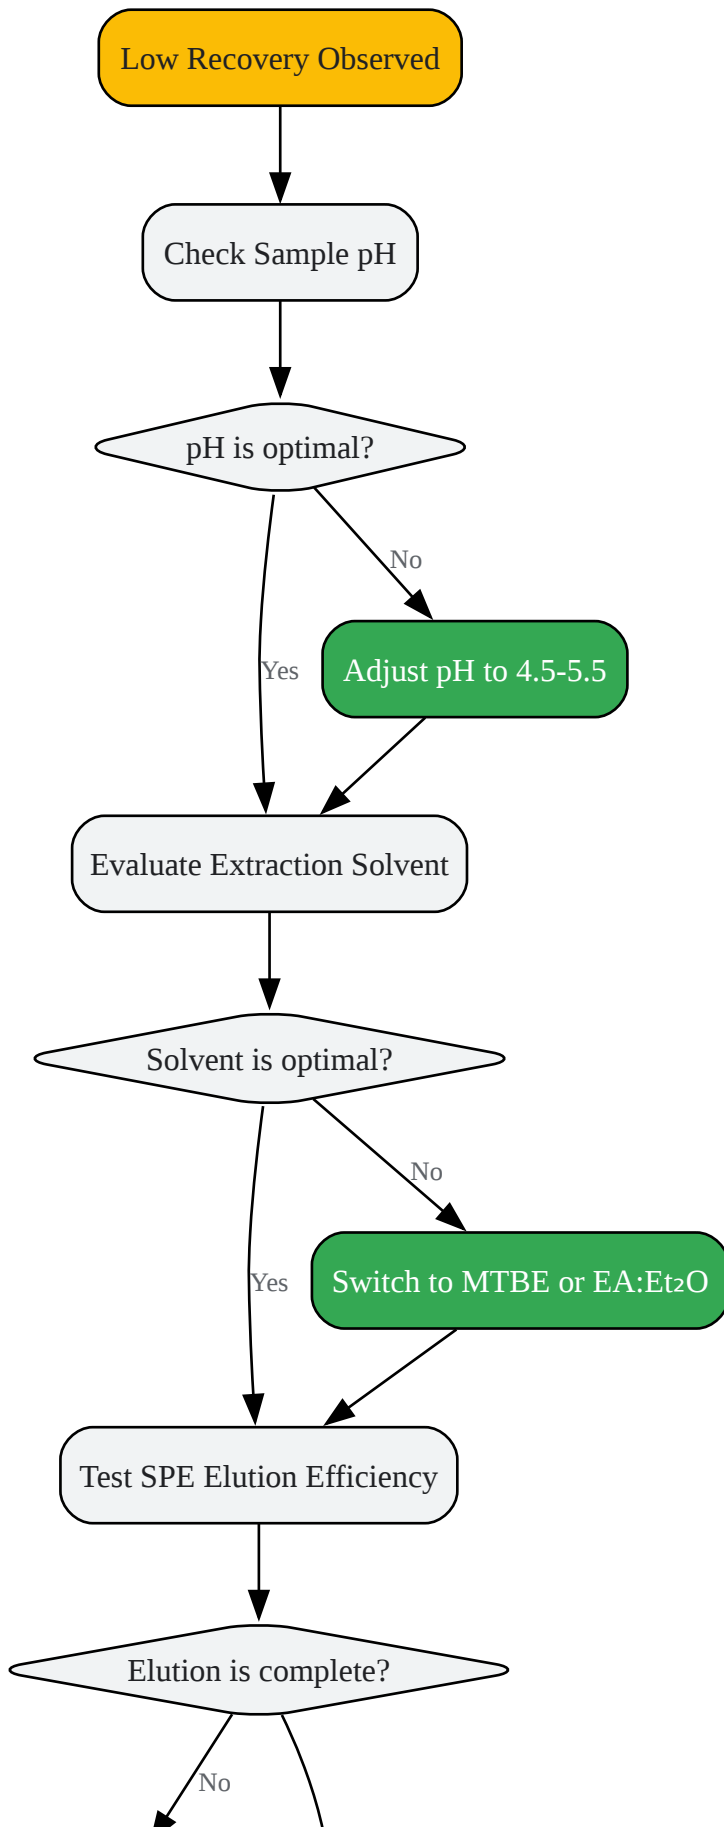 Low Recovery Observed
Check Sample pH
pH is optimal?
No
Yes
Adjust pH to 4.5-5.5
Evaluate Extraction Solvent
Solvent is optimal?
No
Yes
Switch to MTBE or EA:Et₂O
Test SPE Elution Efficiency
Elution is complete?
No